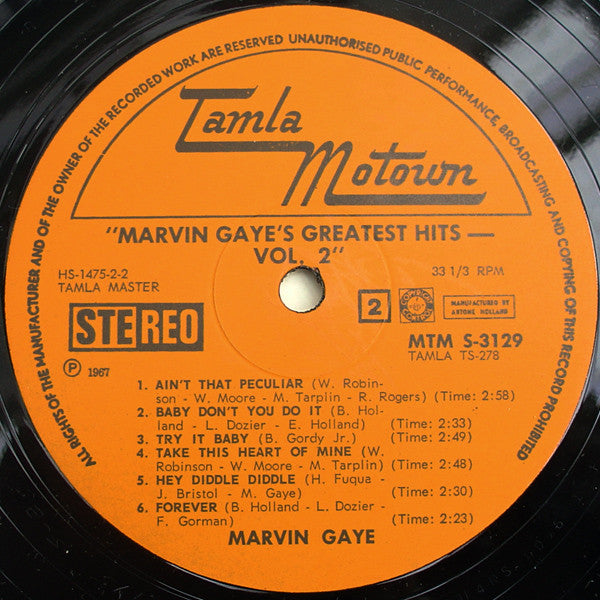 ALL RIGHTS OF THE MANUFACTURER AND OF THE OWNER OF THE RECORDED WORK ARE RESERVED UNAUTHORISED PUBLIC PERFORMANCE, BROADCASTING AND COPYING OF THIS RECORD PROHIBITED
Tamla
Motown
"MARVIN GAYE'S GREATEST HITS —
VOL. 2"
HS-1475-2-2
TAMLA MASTER
33 1/3 RPM
STEREO
2
MANUFACTURED BY
ARTONE HOLLAND
MTM S-3129
TAMLA TS-278
Ⓟ 1967
1. AIN'T THAT PECULIAR (W. Robin-
son - W. Moore - M. Tarplin - R. Rogers) (Time: 2:58)
2. BABY DON'T YOU DO IT (B. Hol-
land - L. Dozier - E. Holland) (Time: 2:33)
3. TRY IT BABY (B. Gordy Jr.) (Time: 2:49)
4. TAKE THIS HEART OF MINE (W.
Robinson - W. Moore - M. Tarplin) (Time: 2:48)
5. HEY DIDDLE DIDDLE (H. Fuqua -
J. Bristol - M. Gaye) (Time: 2:30)
6. FOREVER (B. Holland - L. Dozier -
F. Gorman) (Time: 2:23)
MARVIN GAYE